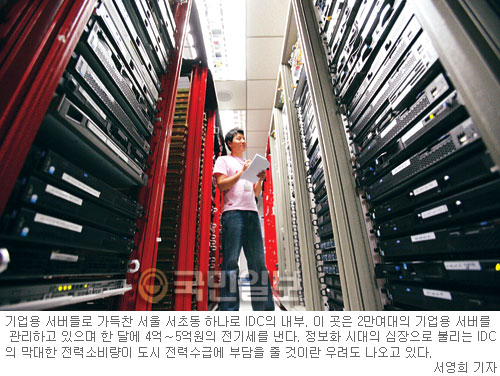 국민일보
기업용 서버들로 가득찬 서울 서초동 하나로 IDC의 내부. 이 곳은 2만여대의 기업용 서버를
관리하고 있으며 한 달에 4억~5억원의 전기세를 낸다. 정보화 시대의 심장으로 불리는 IDC
의 막대한 전력소비량이 도시 전력수급에 부담을 줄 것이란 우려도 나오고 있다.
서영희 기자